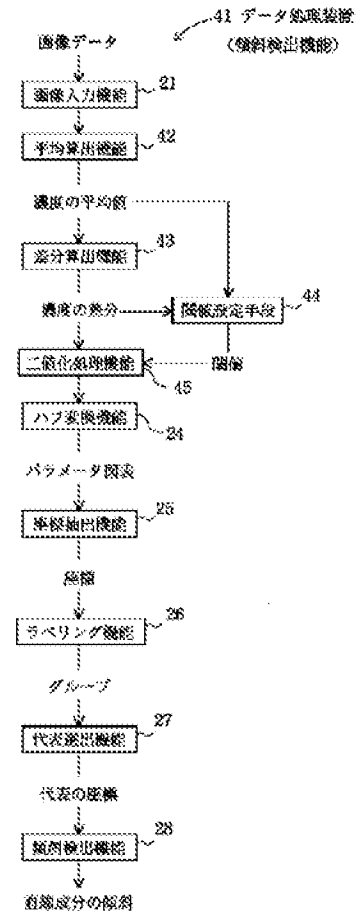 41 データ処理装置
(傾斜検出機能)
画像データ
画像入力機能
21
平均算出機能
42
濃度の平均値
差分算出機能
43
濃度の差分
閾値設定手段
44
二値化処理機能
45
閾値
ハフ変換機能
24
パラメータ図表
座標抽出機能
25
座標
ラベリング機能
26
グループ
代表選出機能
27
代表の座標
傾斜検出機能
28
直線成分の傾斜